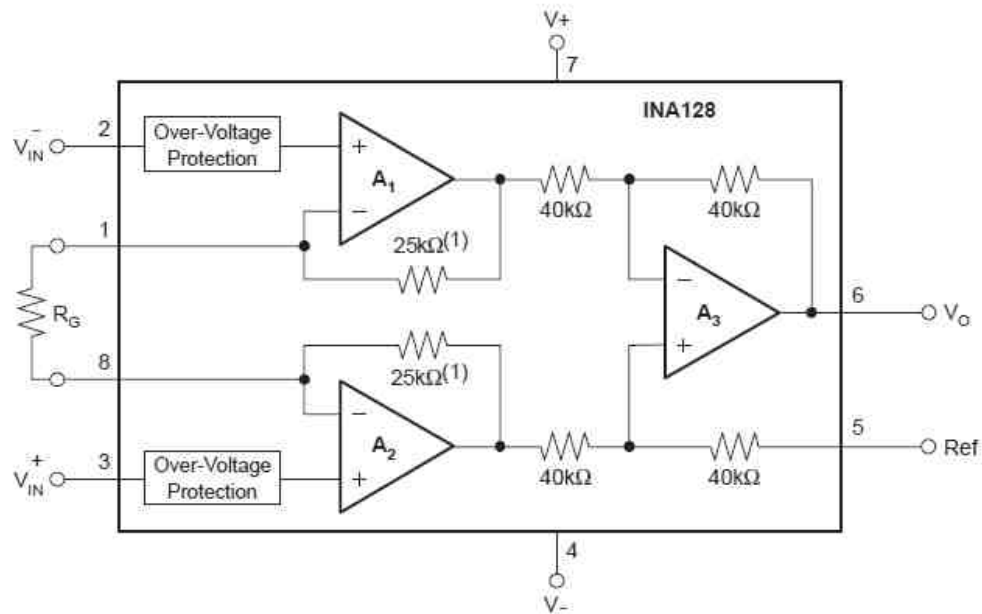 V+
7
INA128
2
V⁻IN
Over-Voltage
Protection
A1
+
−
40kΩ
40kΩ
1
25kΩ(1)
RG
A3
−
+
6
VO
8
25kΩ(1)
A2
−
+
5
Ref
40kΩ
40kΩ
3
V⁺IN
Over-Voltage
Protection
4
V−